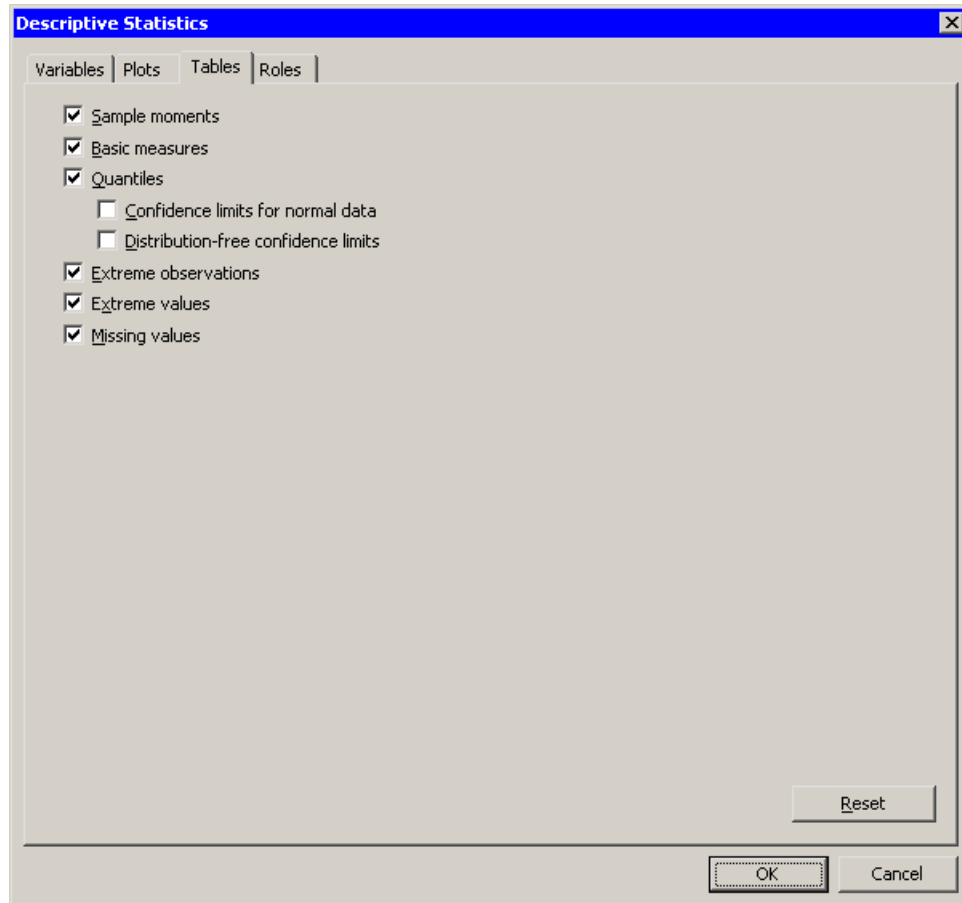 Descriptive Statistics
Variables Plots Tables Roles
Sample moments
Basic measures
Quantiles
Confidence limits for normal data
Distribution-free confidence limits
Extreme observations
Extreme values
Missing values
Reset
OK Cancel